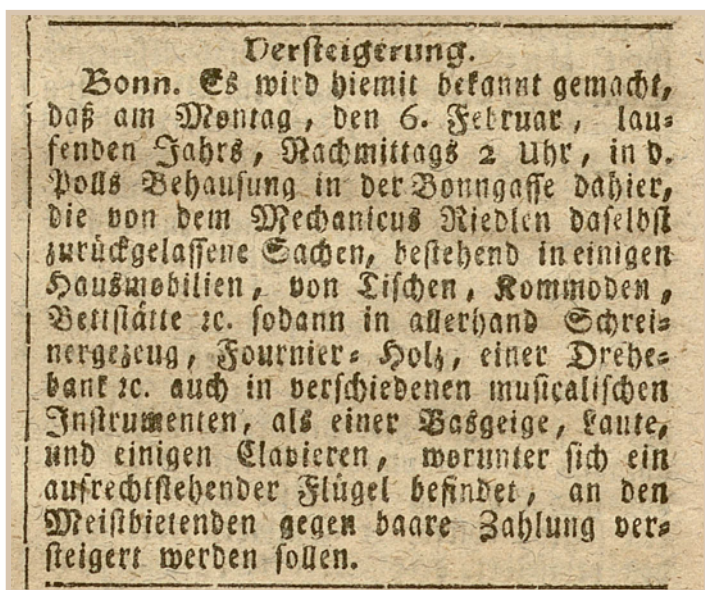 Versteigerung.
Bonn. Es wird hiemit bekannt gemacht,
daß am Montag, den 6. Februar, lau-
fenden Jahrs, Nachmittags 2 Uhr, in d.
Polls Behausung in der Bonngasse dahier,
die von dem Mechanicus Riedlen daselbst
zurückgelassene Sachen, bestehend in einigen
Hausmobilien, von Tischen, Kommoden,
Bettstätte ꝛc. sodann in allerhand Schrei-
nergezeug, Fournier- Holz, einer Drehe-
bank ꝛc. auch in verschiedenen musicalischen
Instrumenten, als einer Basgeige, Laute,
und einigen Clavieren, worunter sich ein
aufrechtstehender Flügel befindet, an den
Meistbietenden gegen baare Zahlung ver-
steigert werden sollen.